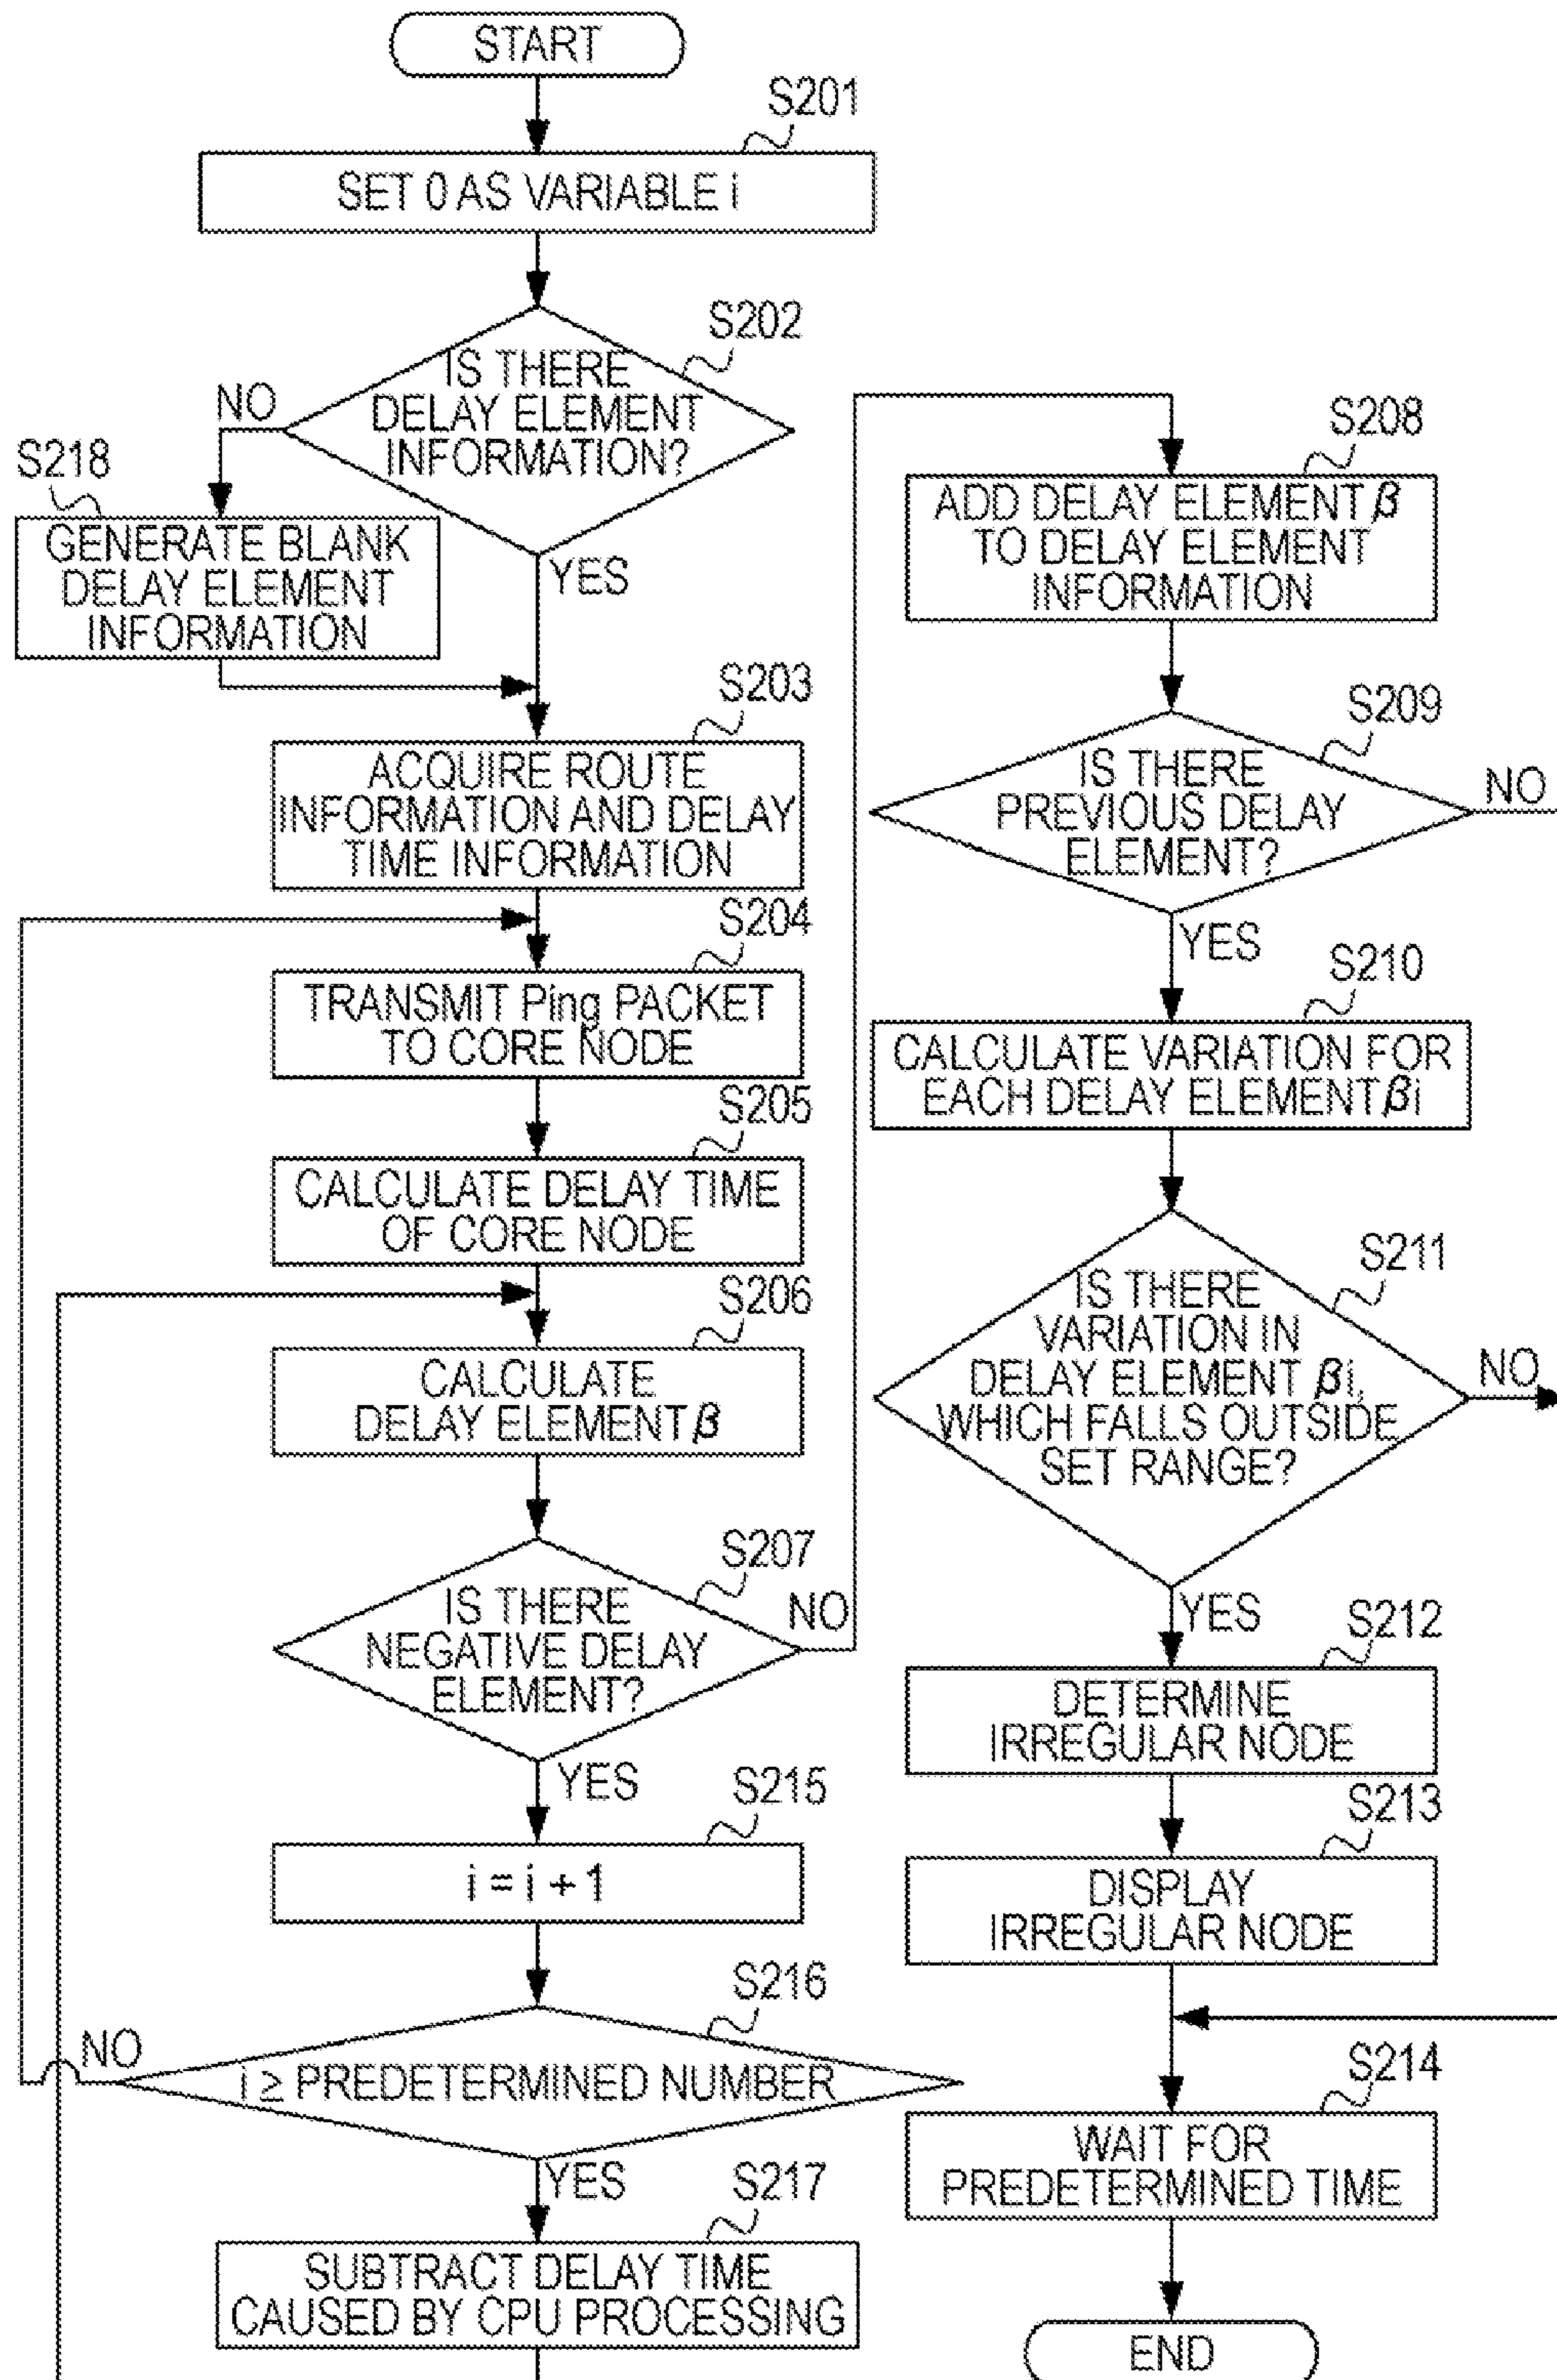 START
S201
SET 0 AS VARIABLE i
S202
IS THERE
DELAY ELEMENT
INFORMATION?
NO
YES
S218
GENERATE BLANK
DELAY ELEMENT
INFORMATION
S203
ACQUIRE ROUTE
INFORMATION AND DELAY
TIME INFORMATION
S204
TRANSMIT Ping PACKET
TO CORE NODE
S205
CALCULATE DELAY TIME
OF CORE NODE
S206
CALCULATE
DELAY ELEMENT β
S207
IS THERE
NEGATIVE DELAY
ELEMENT?
NO
YES
S215
i = i + 1
S216
i ≥ PREDETERMINED NUMBER
NO
YES
S217
SUBTRACT DELAY TIME
CAUSED BY CPU PROCESSING
S208
ADD DELAY ELEMENT β
TO DELAY ELEMENT
INFORMATION
S209
IS THERE
PREVIOUS DELAY
ELEMENT?
NO
YES
S210
CALCULATE VARIATION FOR
EACH DELAY ELEMENT βi
S211
IS THERE
VARIATION IN
DELAY ELEMENT βi,
WHICH FALLS OUTSIDE
SET RANGE?
NO
YES
S212
DETERMINE
IRREGULAR NODE
S213
DISPLAY
IRREGULAR NODE
S214
WAIT FOR
PREDETERMINED TIME
END